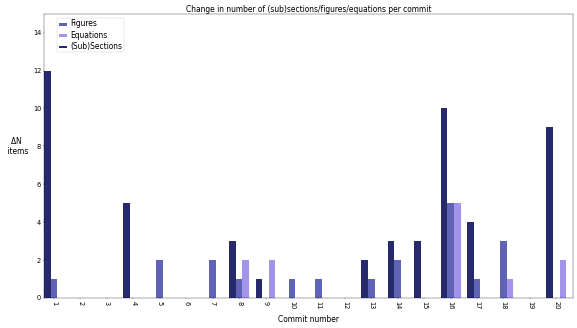 Change in number of (sub)sections/figures/equations per commit
Figures
Equations
(Sub)Sections
14
12
10
8
6
4
2
0
ΔN
items
1 2 3 4 5 6 7 8 9 10 11 12 13 14 15 16 17 18 19 20
Commit number